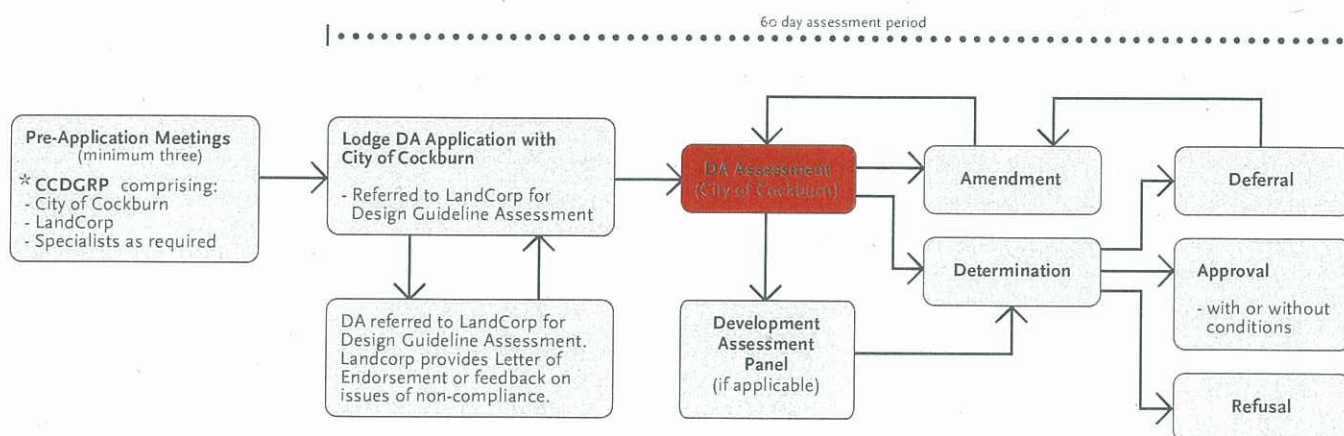 60 day assessment period
Pre-Application Meetings
(minimum three)
* CCDGRP comprising:
- City of Cockburn
- LandCorp
- Specialists as required
Lodge DA Application with
City of Cockburn
- Referred to LandCorp for
Design Guideline Assessment
DA referred to LandCorp for
Design Guideline Assessment.
Landcorp provides Letter of
Endorsement or feedback on
issues of non-compliance.
DA Assessment
(City of Cockburn)
Development
Assessment
Panel
(if applicable)
Amendment
Determination
Deferral
Approval
- with or without
conditions
Refusal